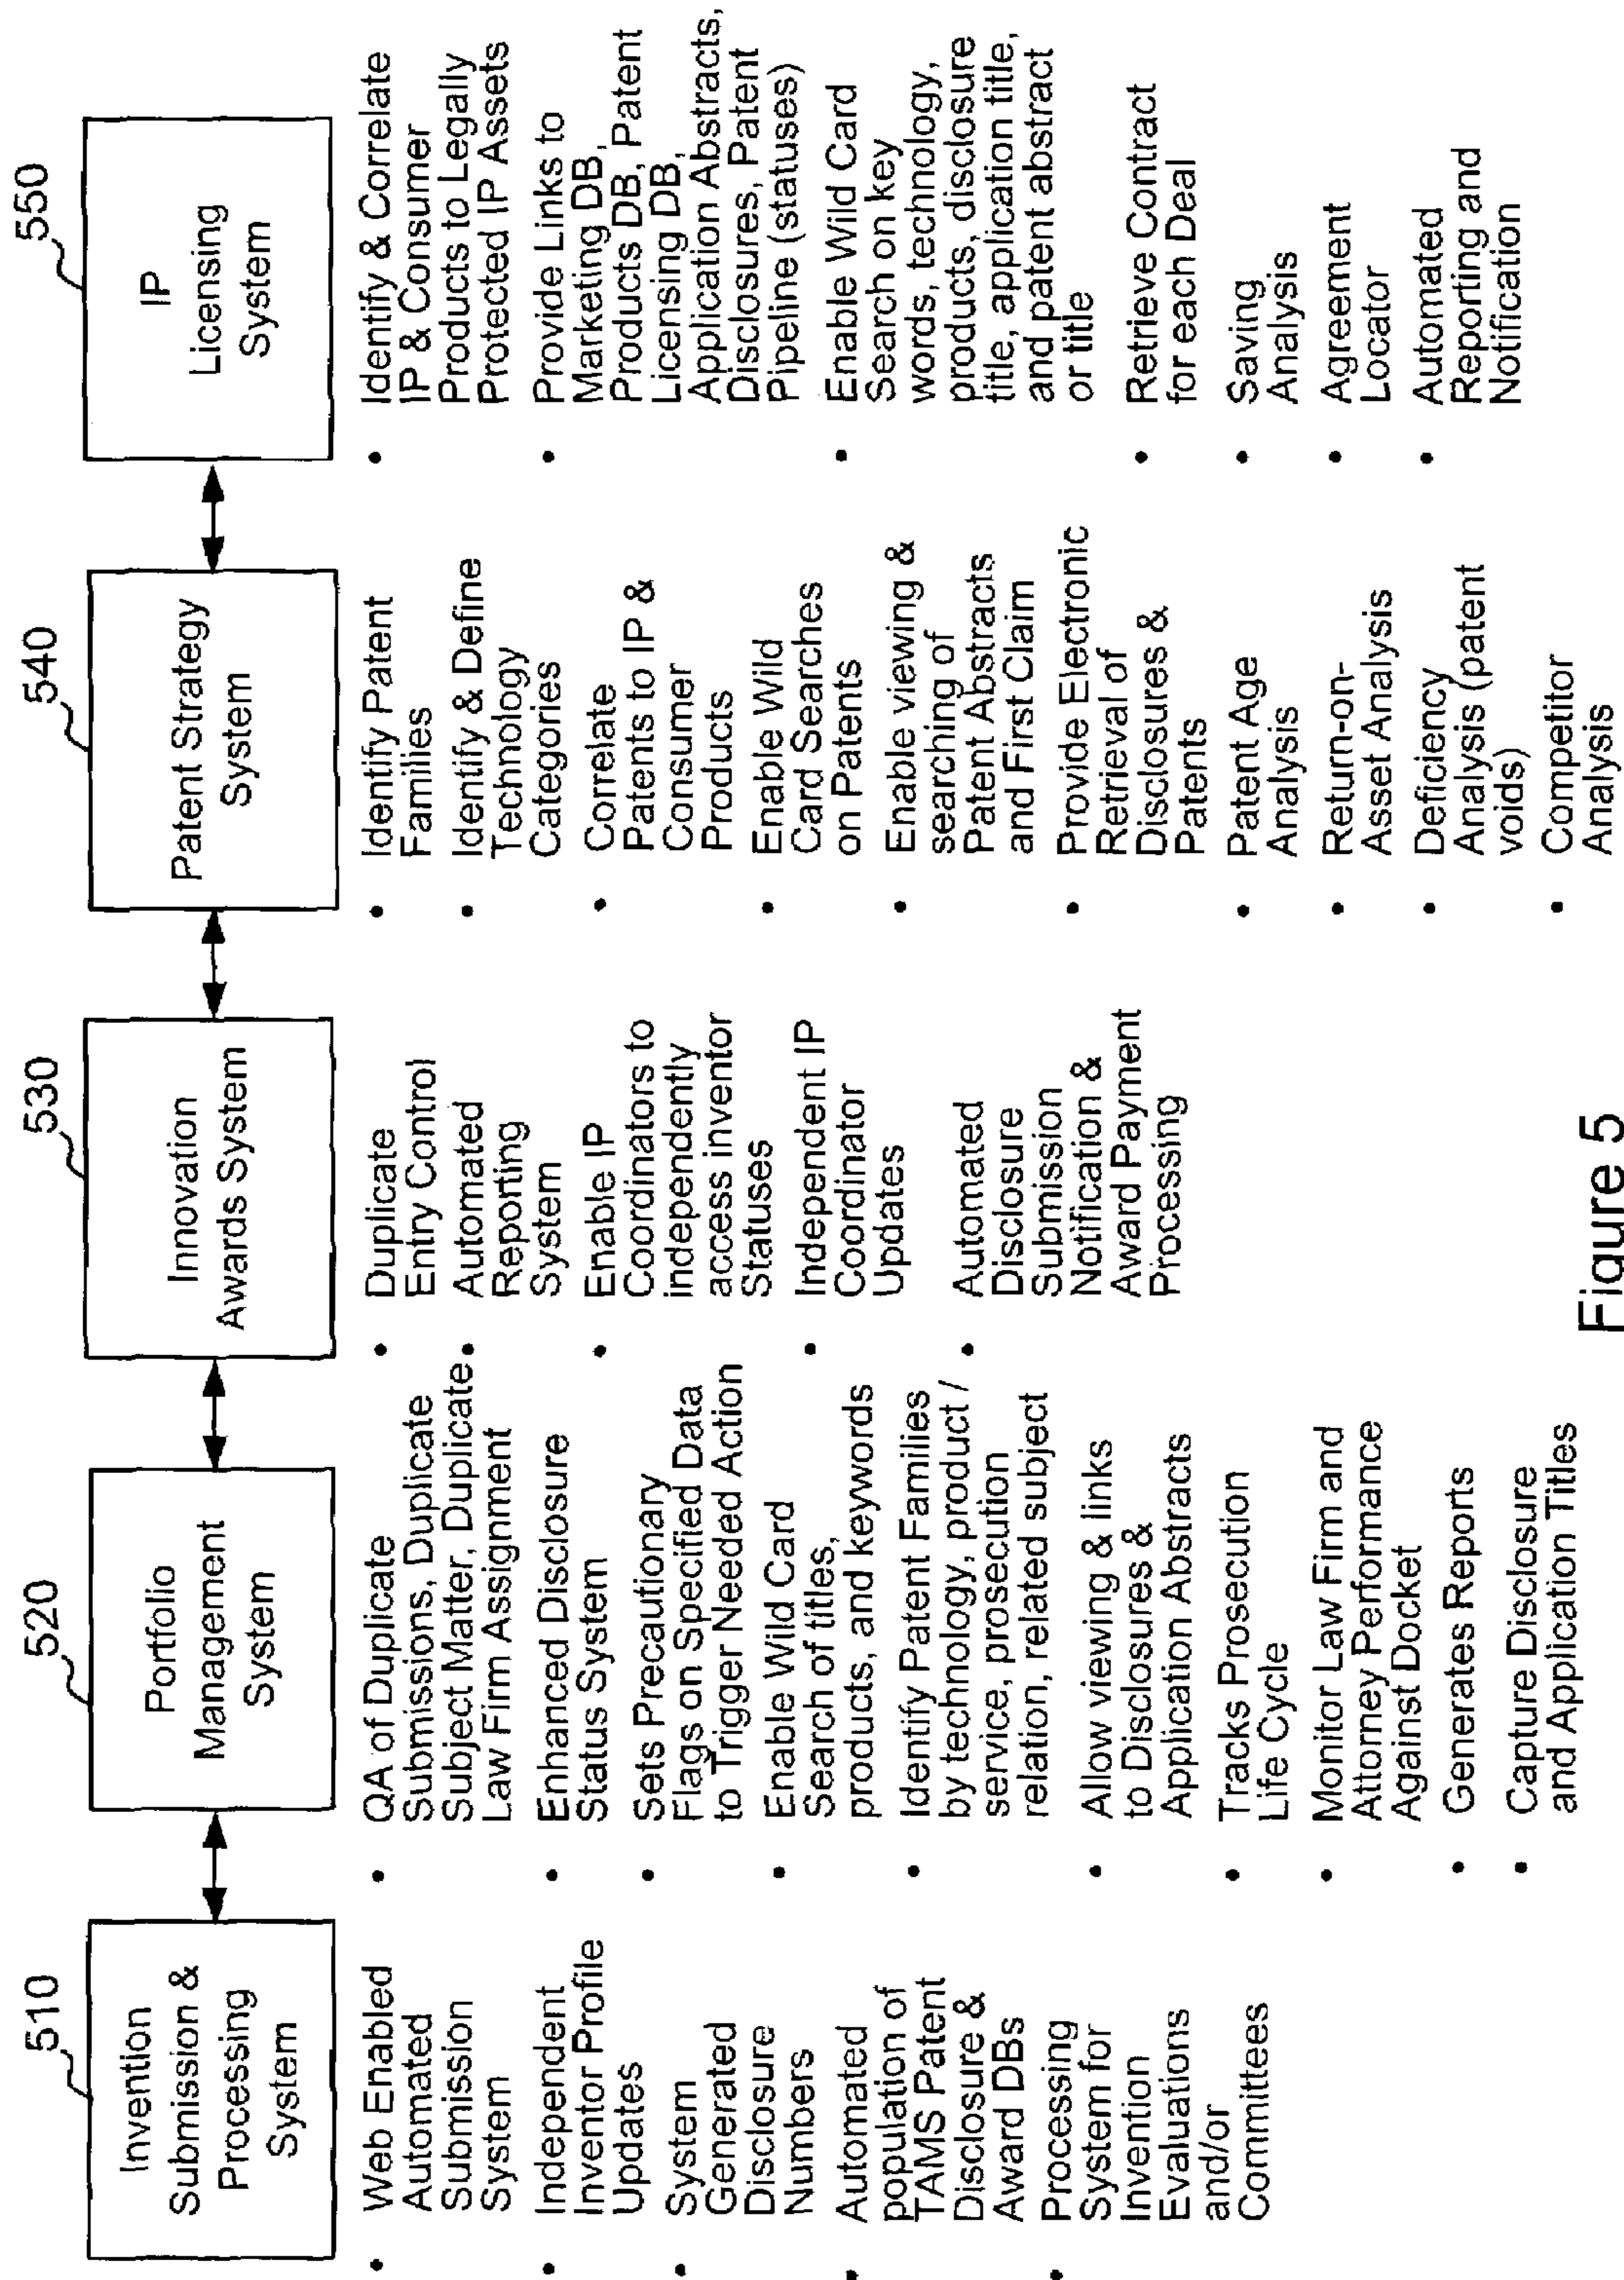 510
Invention
Submission &
Processing
System
• Web Enabled
Automated
Submission
System
• Independent
Inventor Profile
Updates
• System
Generated
Disclosure
Numbers
• Automated
population of
TAMS Patent
Disclosure &
Award DBs
• Processing
System for
Invention
Evaluations
and/or
Committees
520
Portfolio
Management
System
• QA of Duplicate
Submissions, Duplicate
Subject Matter, Duplicate
Law Firm Assignment
• Enhanced Disclosure
Status System
• Sets Precautionary
Flags on Specified Data
to Trigger Needed Action
• Enable Wild Card
Search of titles,
products, and keywords
• Identify Patent Families
by technology, product /
service, prosecution
relation, related subject
• Allow viewing & links
to Disclosures &
Application Abstracts
• Tracks Prosecution
Life Cycle
• Monitor Law Firm and
Attorney Performance
Against Docket
• Generates Reports
• Capture Disclosure
and Application Titles
530
Innovation
Awards System
• Duplicate
Entry Control
• Automated
Reporting
System
• Enable IP
Coordinators to
independently
access inventor
Statuses
• Independent IP
Coordinator
Updates
• Automated
Disclosure
Submission
Notification &
Award Payment
Processing
540
Patent Strategy
System
• Identify Patent
Families
• Identify & Define
Technology
Categories
• Correlate
Patents to IP &
Consumer
Products
• Enable Wild
Card Searches
on Patents
• Enable viewing &
searching of
Patent Abstracts
and First Claim
• Provide Electronic
Retrieval of
Disclosures &
Patents
• Patent Age
Analysis
• Return-on-
Asset Analysis
• Deficiency
Analysis (patent
voids)
• Competitor
Analysis
550
IP
Licensing
System
• Identify & Correlate
IP & Consumer
Products to Legally
Protected IP Assets
• Provide Links to
Marketing DB,
Products DB, Patent
Licensing DB,
Application Abstracts,
Disclosures, Patent
Pipeline (statuses)
• Enable Wild Card
Search on key
words, technology,
products, disclosure
title, application title,
and patent abstract
or title
• Retrieve Contract
for each Deal
• Saving
Analysis
• Agreement
Locator
• Automated
Reporting and
Notification
Figure 5